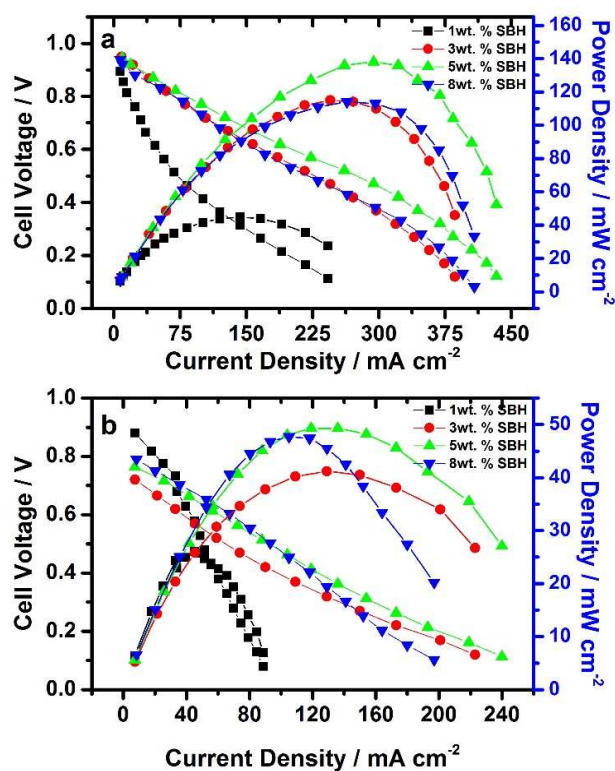 a
1wt. % SBH
3wt. % SBH
5wt. % SBH
8wt. % SBH
Cell Voltage / V
1.0
0.8
0.6
0.4
0.2
0.0
Power Density / mW cm-2
160
140
120
100
80
60
40
20
0
0 75 150 225 300 375 450
Current Density / mA cm-2
b
1wt. % SBH
3wt. % SBH
5wt. % SBH
8wt. % SBH
Cell Voltage / V
1.0
0.8
0.6
0.4
0.2
0.0
Power Density / mW cm-2
50
40
30
20
10
0
0 40 80 120 160 200 240
Current Density / mA cm-2